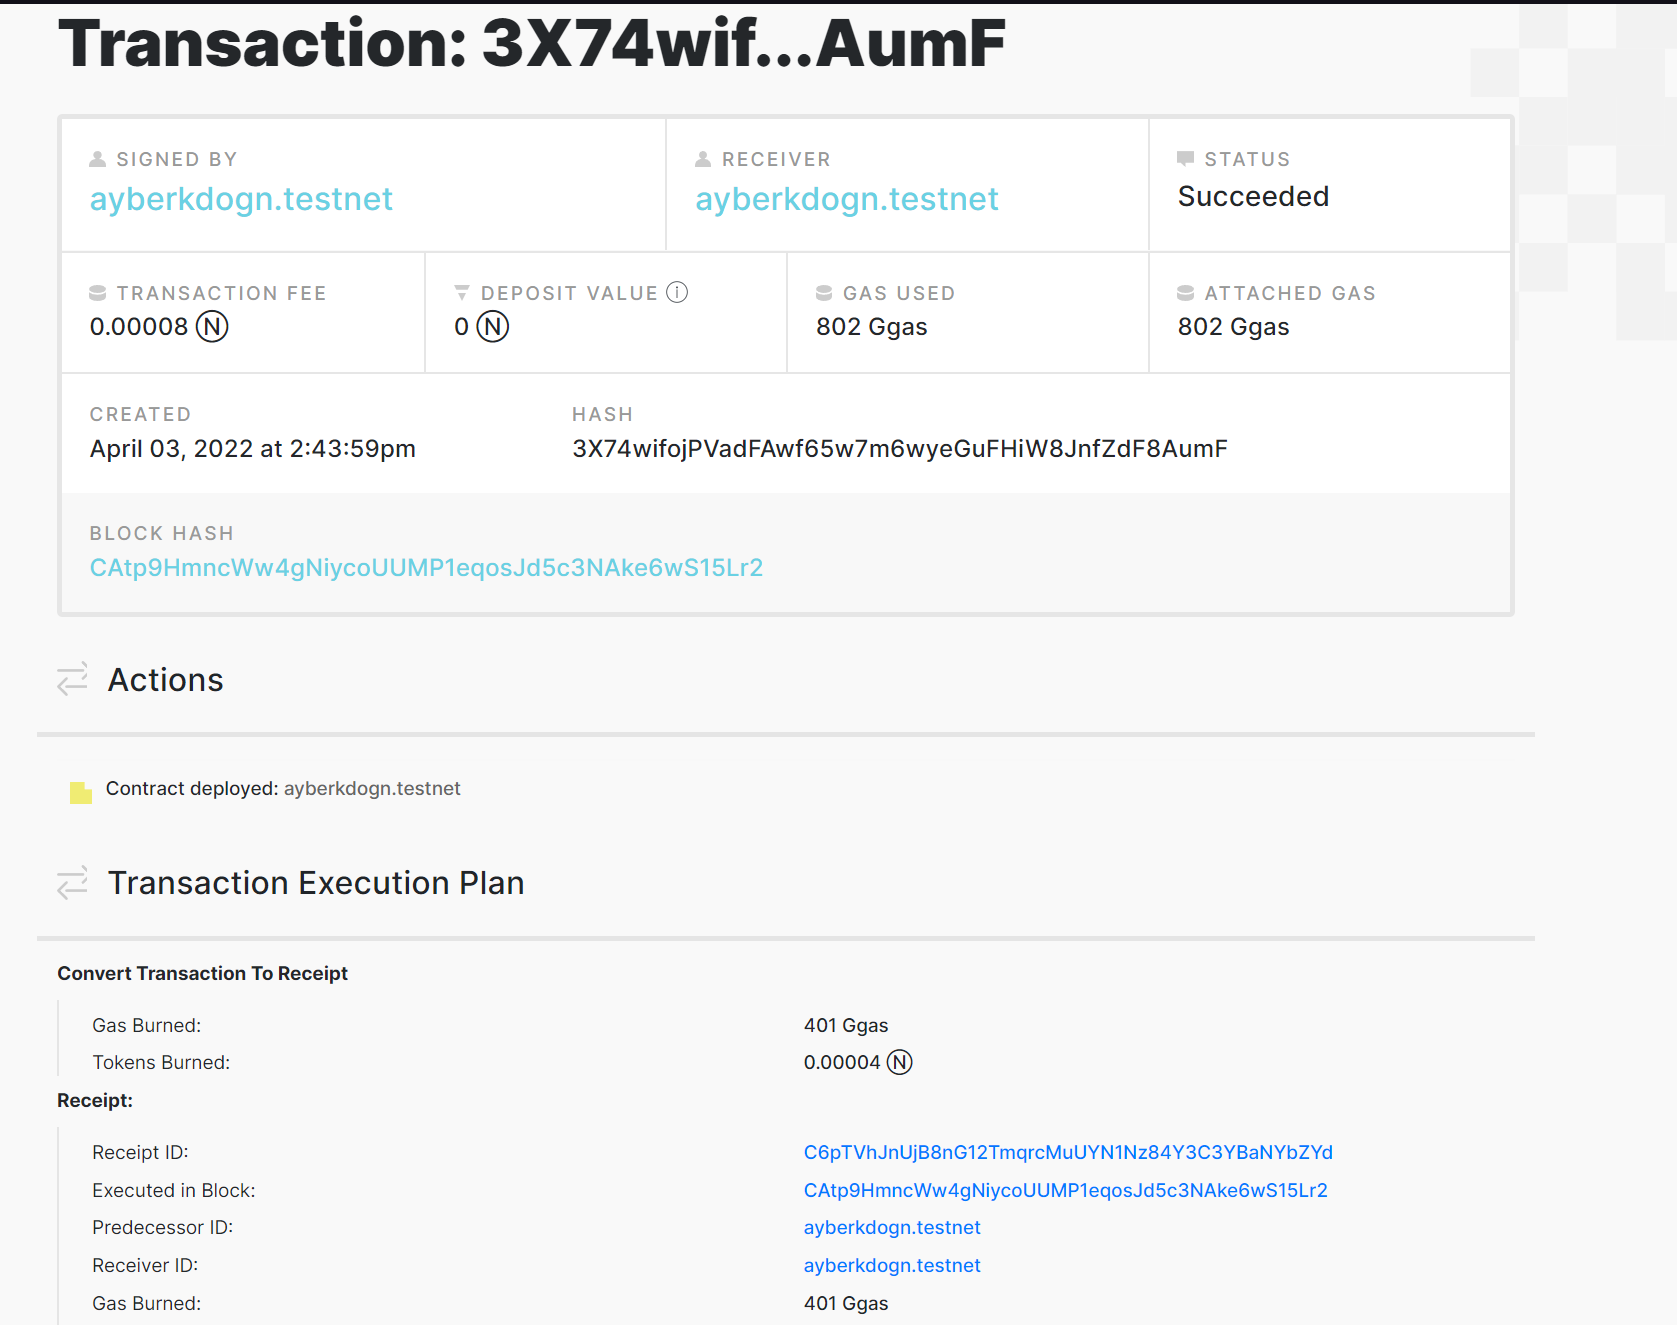 Transaction: 3X74wif...AumF
SIGNED BY
ayberkdogn.testnet
RECEIVER
ayberkdogn.testnet
STATUS
Succeeded
TRANSACTION FEE
0.00008 Ⓝ
DEPOSIT VALUE ⓘ
0 Ⓝ
GAS USED
802 Ggas
ATTACHED GAS
802 Ggas
CREATED
April 03, 2022 at 2:43:59pm
HASH
3X74wifojPVadFAwf65w7m6wyeGuFHiW8JnfZdF8AumF
BLOCK HASH
CAtp9HmncWw4gNiycoUUMP1eqosJd5c3NAke6wS15Lr2
Actions
Contract deployed: ayberkdogn.testnet
Transaction Execution Plan
Convert Transaction To Receipt
Gas Burned: 401 Ggas
Tokens Burned: 0.00004 Ⓝ
Receipt:
Receipt ID: C6pTVhJnUjB8nG12TmqrcMuUYN1Nz84Y3C3YBaNYbZYd
Executed in Block: CAtp9HmncWw4gNiycoUUMP1eqosJd5c3NAke6wS15Lr2
Predecessor ID: ayberkdogn.testnet
Receiver ID: ayberkdogn.testnet
Gas Burned: 401 Ggas